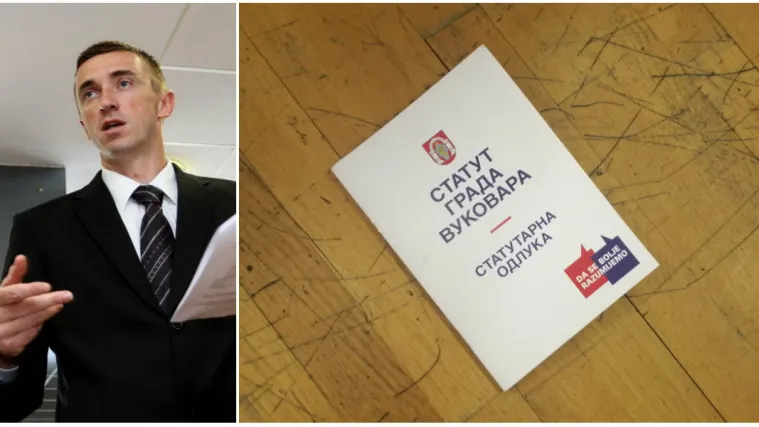 СТАТУТ
ГРАДА
ВУКОВАРА
СТАТУТАРНА
ОДЛУКА
DA SE BOLJE
RAZUMIJEMO